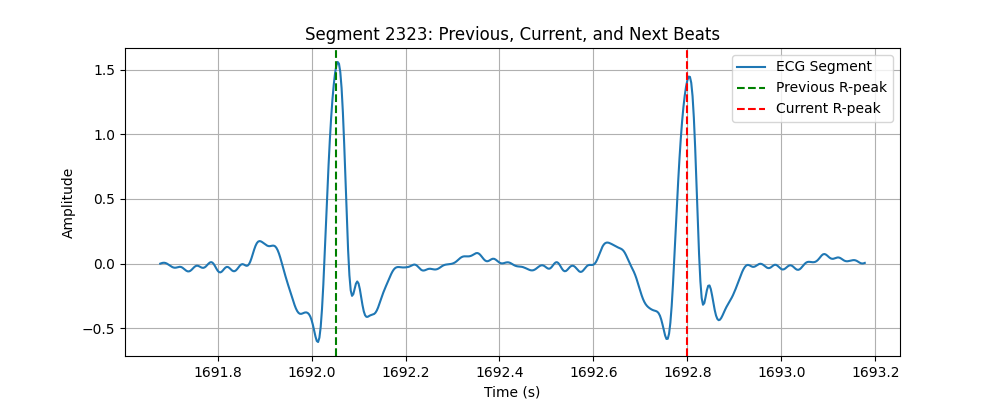 Segment 2323: Previous, Current, and Next Beats
ECG Segment
Previous R-peak
Current R-peak
1.5
1.0
0.5
0.0
−0.5
Amplitude
1691.8 1692.0 1692.2 1692.4 1692.6 1692.8 1693.0 1693.2
Time (s)